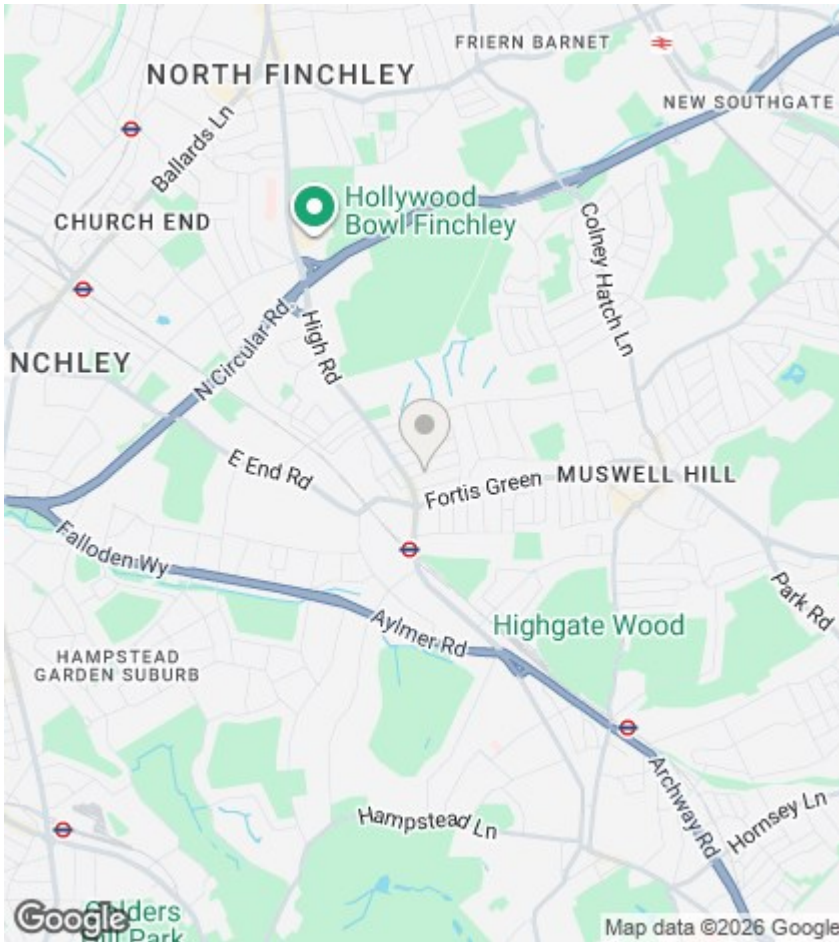 FRIERN BARNET
NORTH FINCHLEY
NEW SOUTHGATE
Ballards Ln
Hollywood
Bowl Finchley
CHURCH END
Colney Hatch Ln
N Circular Rd
High Rd
NCHLEY
E End Rd
Fortis Green
MUSWELL HILL
Falloden Wy
Park Rd
Aylmer Rd
Highgate Wood
HAMPSTEAD
GARDEN SUBURB
Archway Rd
Hornsey Ln
Hampstead Ln
Google
Map data ©2026 Google